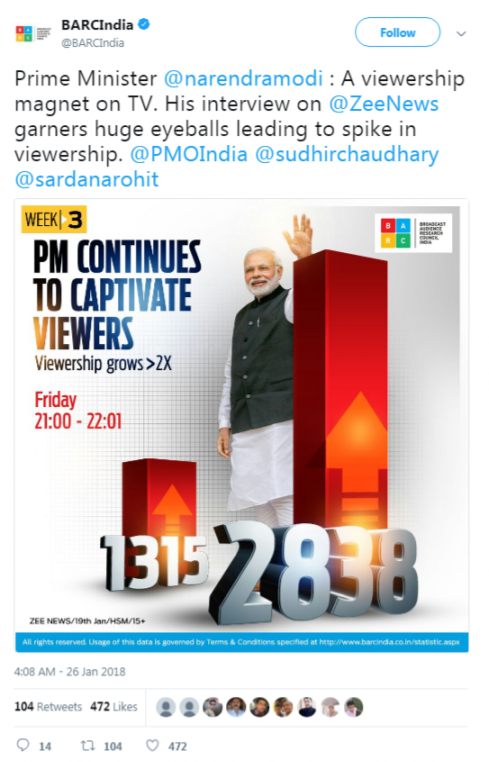 BARCIndia
@BARCIndia
Follow
Prime Minister @narendramodi : A viewership
magnet on TV. His interview on @ZeeNews
garners huge eyeballs leading to spike in
viewership. @PMOIndia @sudhirchaudhary
@sardanarohit
WEEK 3
BARC
BROADCAST
AUDIENCE
RESEARCH
COUNCIL
INDIA
PM CONTINUES
TO CAPTIVATE
VIEWERS
Viewership grows >2X
Friday
21:00 - 22:01
1315
2838
ZEE NEWS/19th Jan/HSM/15+
All rights reserved. Usage of this data is governed by Terms & Conditions specified at http://www.barcindia.co.in/statistic.aspx
4:08 AM - 26 Jan 2018
104 Retweets 472 Likes
14 104 472